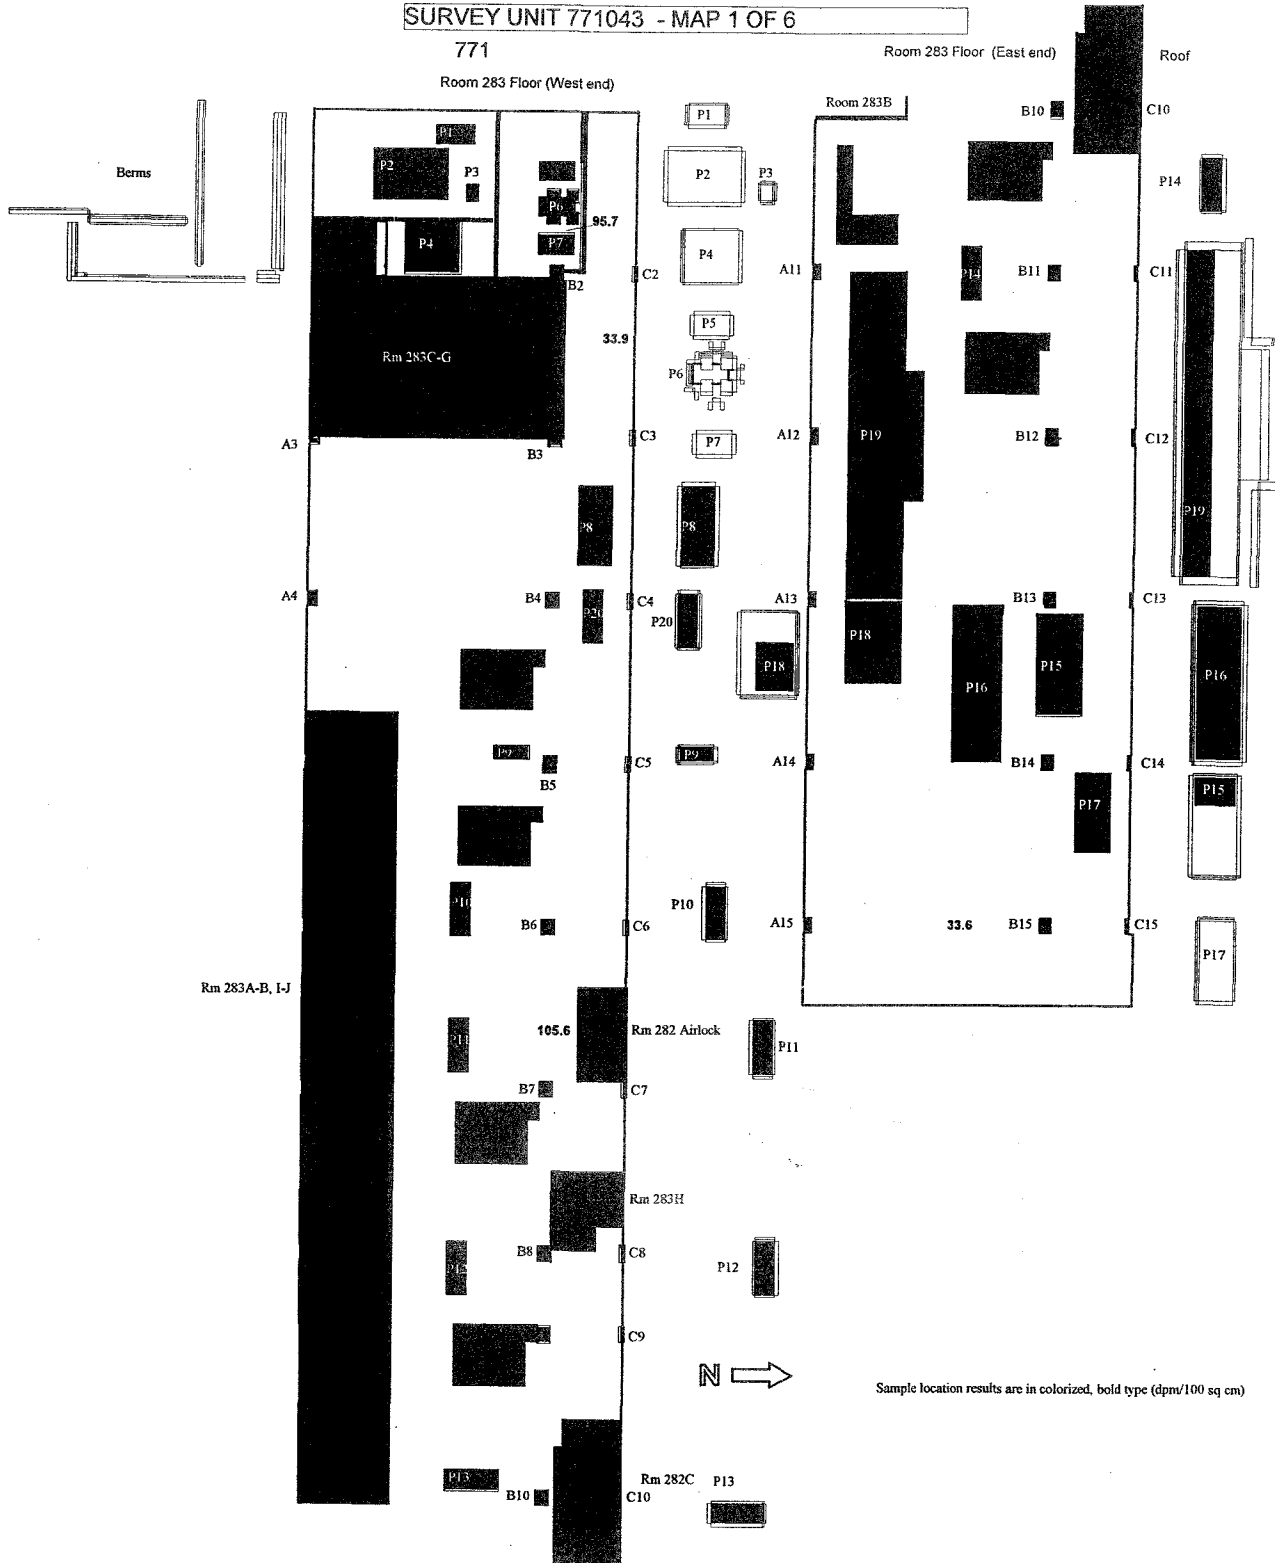 SURVEY UNIT 771043 - MAP 1 OF 6
771
Room 283 Floor (West end)
Room 283 Floor (East end)
Roof
Berms
P1
P2
P3
P4
P6
P7
95.7
B2
C2
33.9
Rm 283C-G
A3
B3
C3
P8
A4
B4
C4
P20
P9
B5
C5
P10
B6
C6
Rm 283A-B, I-J
105.6
Rm 282 Airlock
P11
B7
C7
Rm 283H
B8
C8
P12
C9
P13
B10
C10
Rm 282C
P1
P2
P3
P4
P5
P6
P7
P8
P20
P18
P9
P10
P11
P12
P13
Room 283B
B10
C10
P14
A11
P14
B11
C11
A12
P19
B12
C12
P19
A13
B13
C13
P18
P16
P15
P16
A14
B14
C14
P17
P15
A15
33.6
B15
C15
P17
N
Sample location results are in colorized, bold type (dpm/100 sq cm)